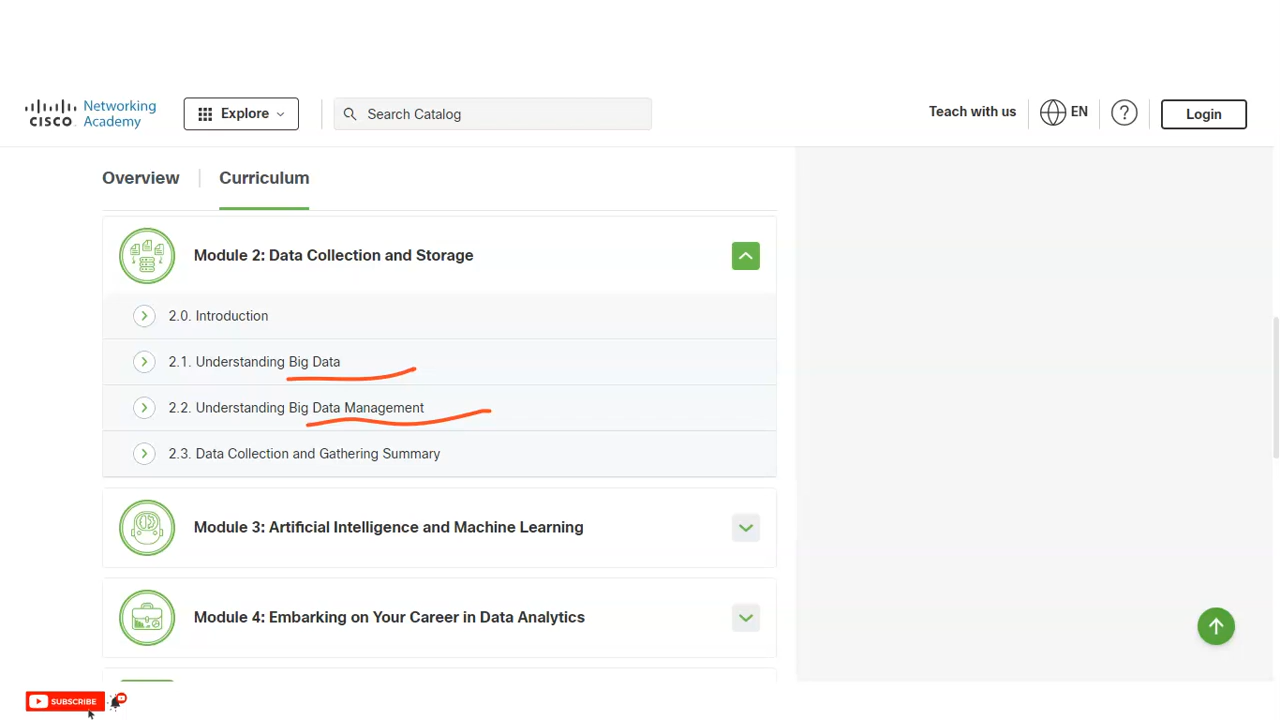 Networking
Academy
CISCO
Explore
Search Catalog
Teach with us
EN
?
Login
Overview
Curriculum
Module 2: Data Collection and Storage
2.0. Introduction
2.1. Understanding Big Data
2.2. Understanding Big Data Management
2.3. Data Collection and Gathering Summary
Module 3: Artificial Intelligence and Machine Learning
Module 4: Embarking on Your Career in Data Analytics
SUBSCRIBE